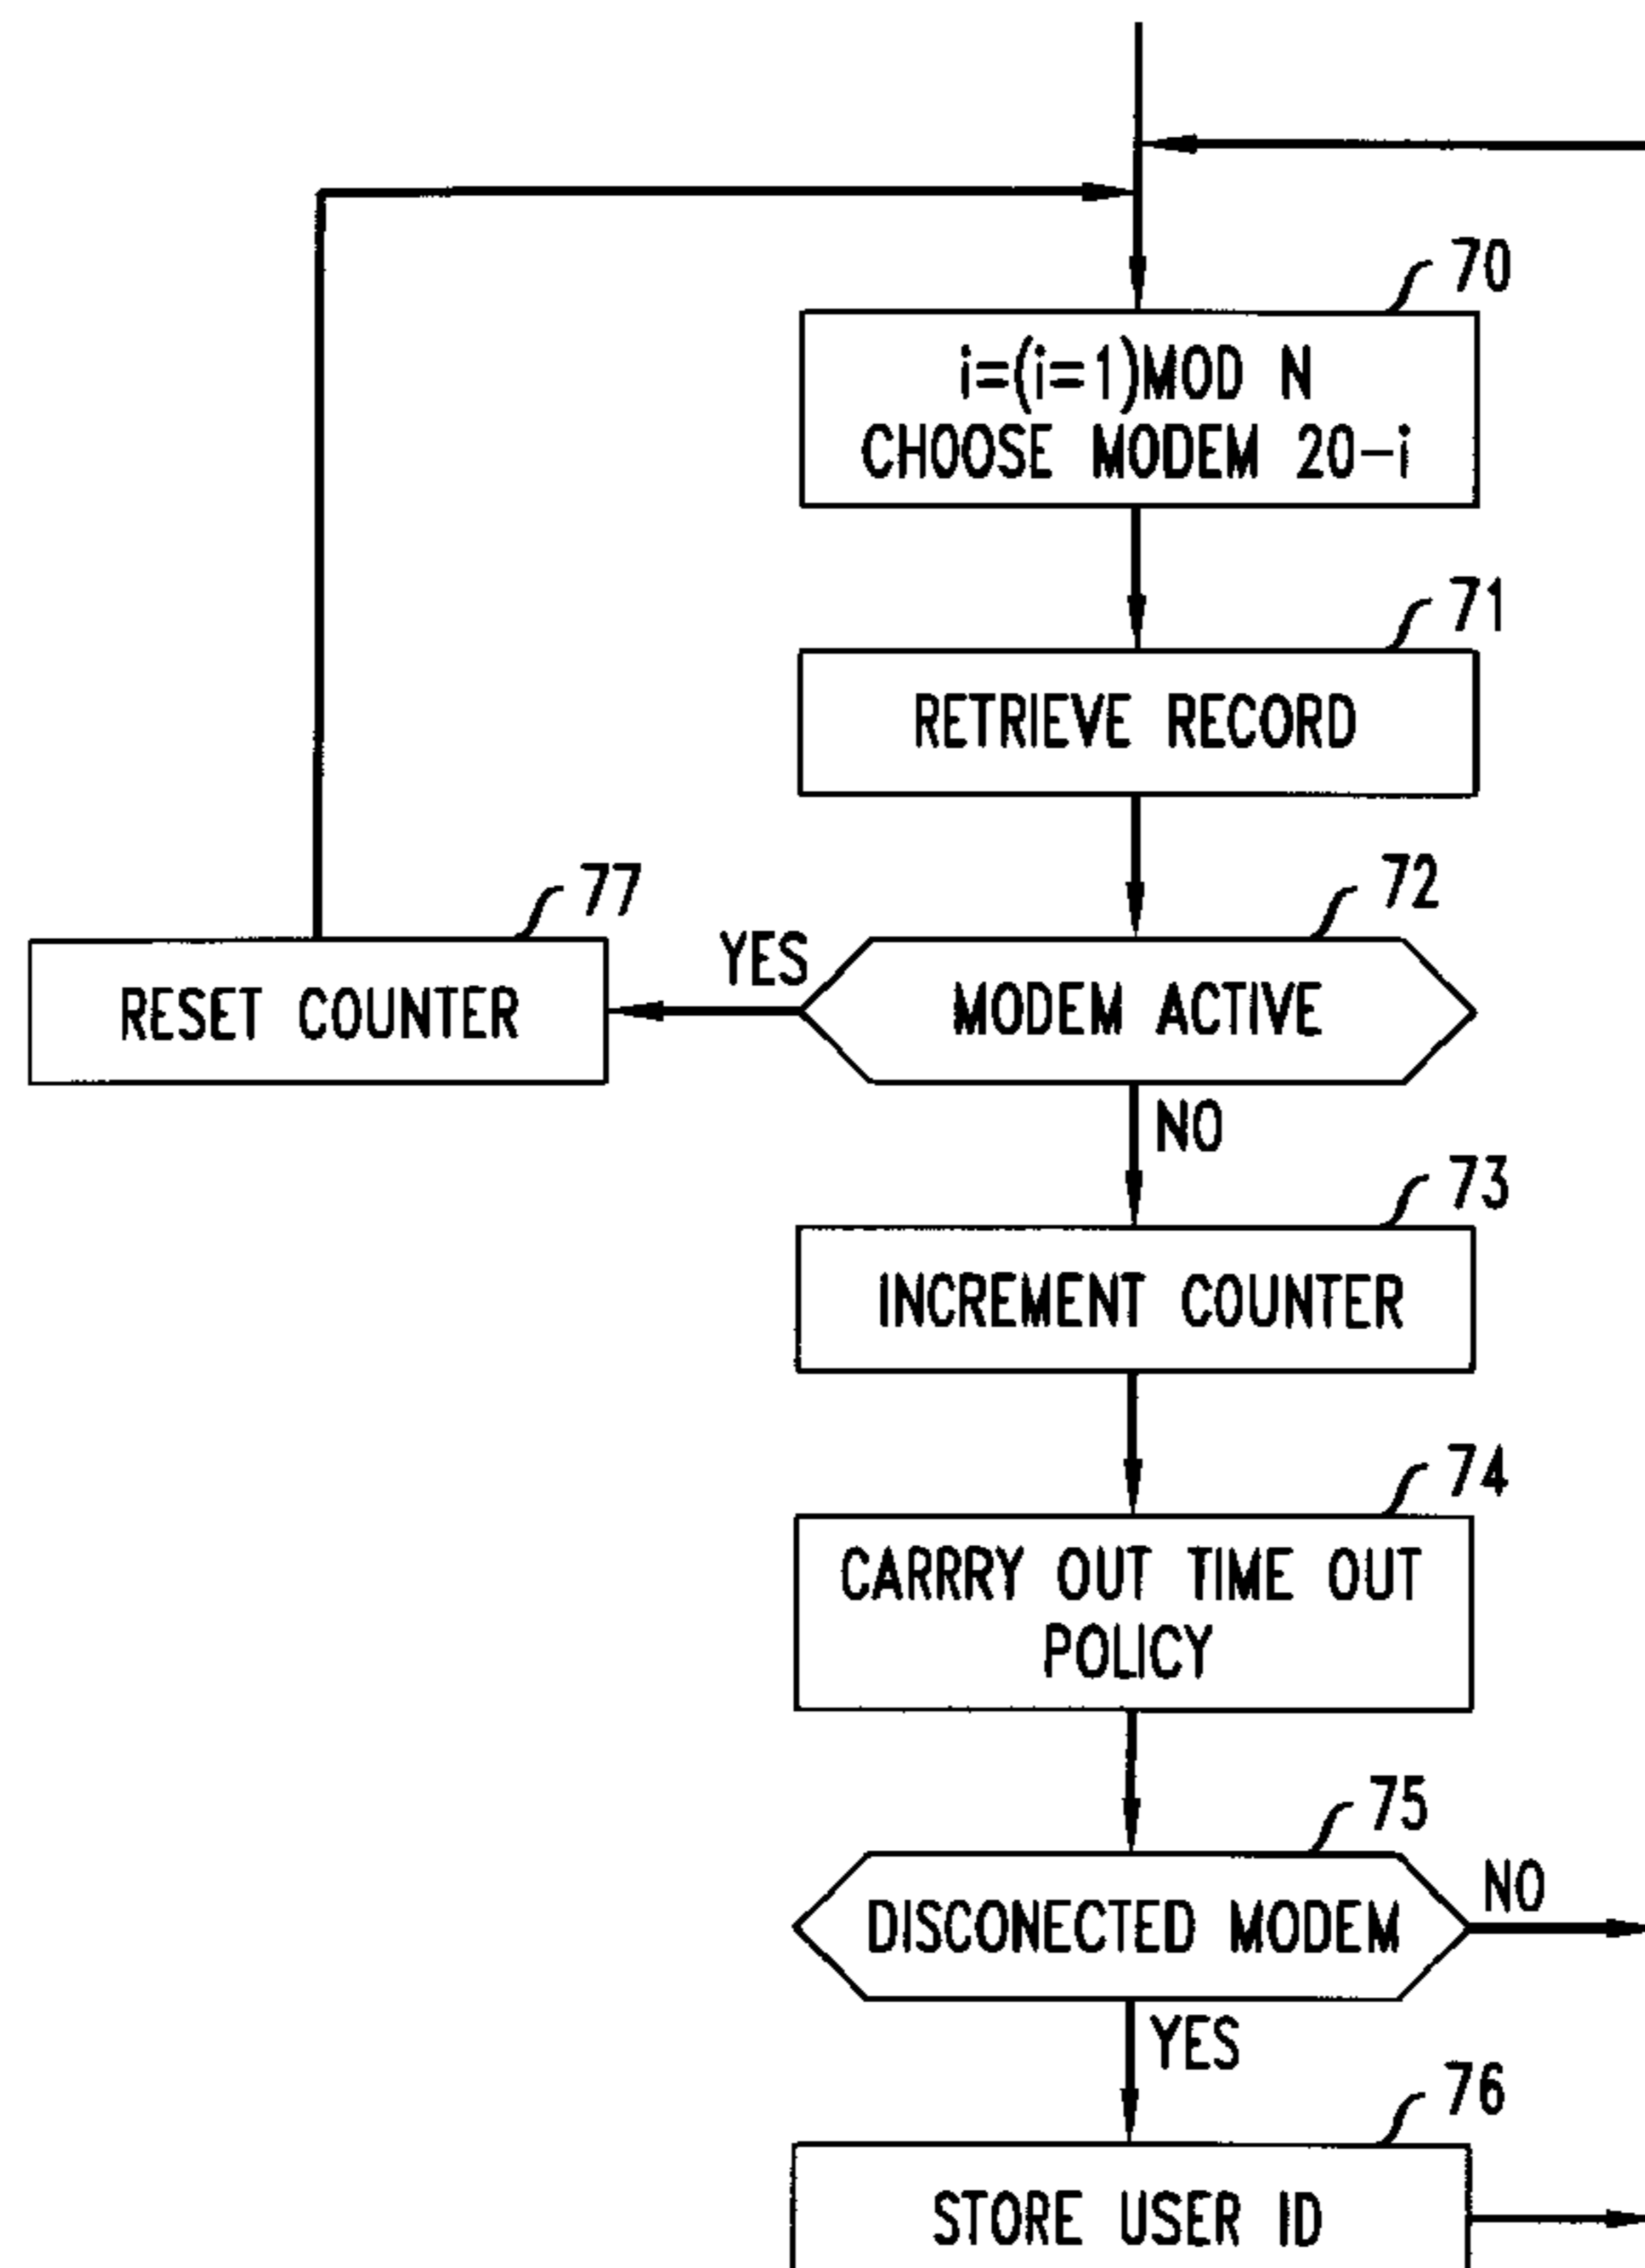 70
i=(i=1)MOD N
CHOOSE MODEM 20-i
71
RETRIEVE RECORD
77
72
RESET COUNTER
YES
MODEM ACTIVE
NO
73
INCREMENT COUNTER
74
CARRRY OUT TIME OUT
POLICY
75
DISCONECTED MODEM
NO
YES
76
STORE USER ID